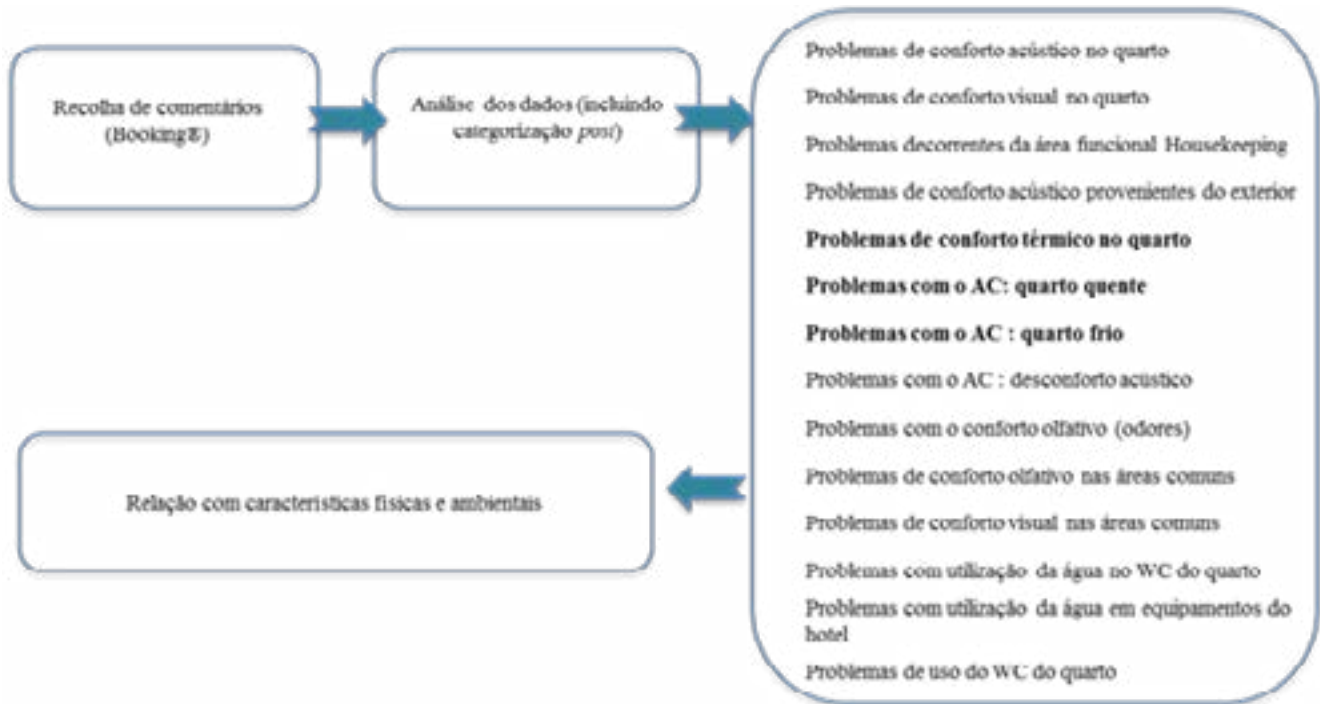 Recolha de comentários
(Booking®)
Análise dos dados (incluindo
categorização post)
Problemas de conforto acústico no quarto
Problemas de conforto visual no quarto
Problemas decorrentes da área funcional Housekeeping
Problemas de conforto acústico provenientes do exterior
Problemas de conforto térmico no quarto
Problemas com o AC: quarto quente
Problemas com o AC : quarto frio
Problemas com o AC : desconforto acústico
Problemas com o conforto olfativo (odores)
Problemas de conforto olfativo nas áreas comuns
Problemas de conforto visual nas áreas comuns
Problemas com utilização da água no WC do quarto
Problemas com utilização da água em equipamentos do
hotel
Problemas de uso do WC do quarto
Relação com características físicas e ambientais